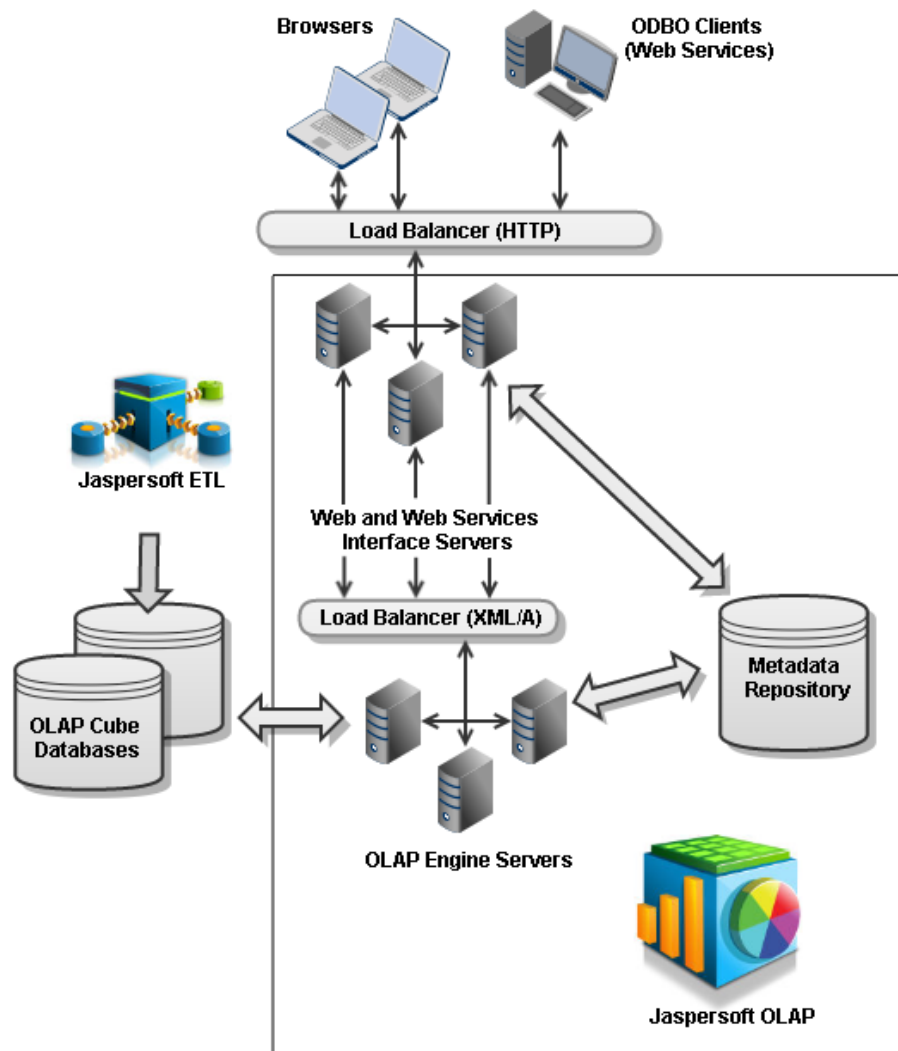 Browsers
ODBO Clients
(Web Services)
Load Balancer (HTTP)
Jaspersoft ETL
Web and Web Services
Interface Servers
Load Balancer (XML/A)
Metadata
Repository
OLAP Cube
Databases
OLAP Engine Servers
Jaspersoft OLAP